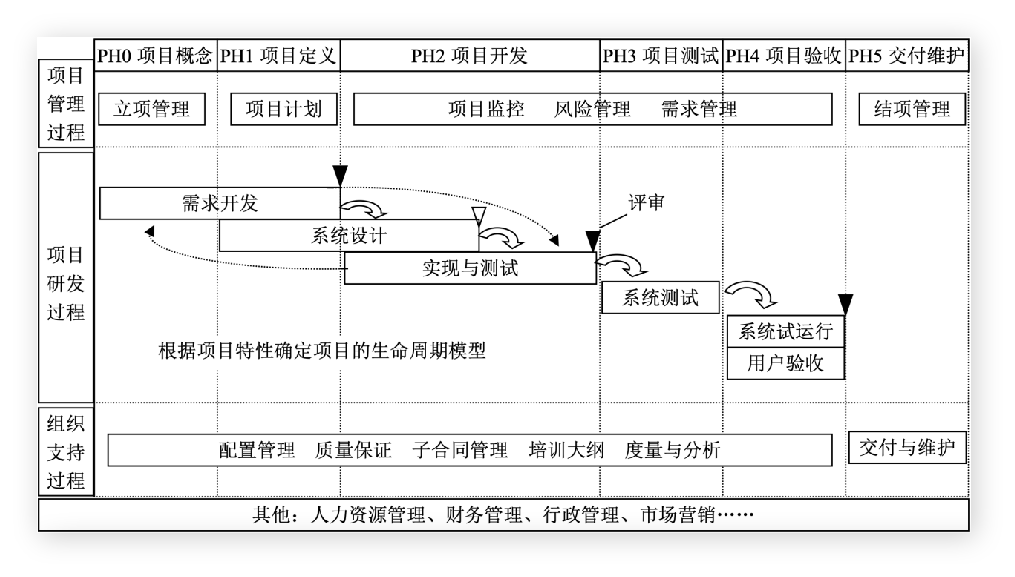 PH0 项目概念 PH1 项目定义 PH2 项目开发 PH3 项目测试 PH4 项目验收 PH5 交付维护
项目
管理
过程
立项管理 项目计划 项目监控 风险管理 需求管理 结项管理
项目
研发
过程
需求开发
评审
系统设计
实现与测试
系统测试
系统试运行
用户验收
根据项目特性确定项目的生命周期模型
组织
支持
过程
配置管理 质量保证 子合同管理 培训大纲 度量与分析 交付与维护
其他：人力资源管理、财务管理、行政管理、市场营销……